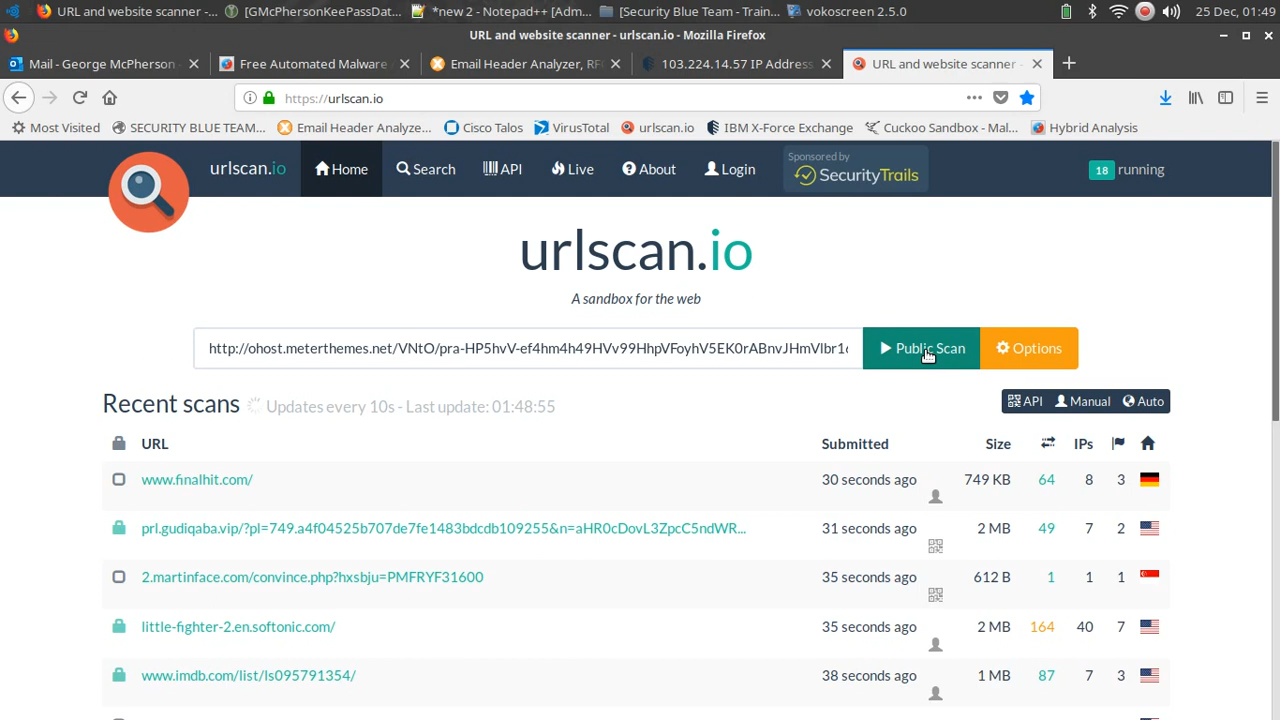 URL and website scanner -...
[GMcPhersonKeePassDat...
*new 2 - Notepad++ [Adm...
[Security Blue Team - Train...
vokoscreen 2.5.0
25 Dec, 01:49
URL and website scanner - urlscan.io - Mozilla Firefox
Mail - George McPherson
Free Automated Malware
Email Header Analyzer, RF
103.224.14.57 IP Address
URL and website scanner -
https://urlscan.io
Most Visited
SECURITY BLUE TEAM...
Email Header Analyze...
Cisco Talos
VirusTotal
urlscan.io
IBM X-Force Exchange
Cuckoo Sandbox - Mal...
Hybrid Analysis
urlscan.io
Home
Search
API
Live
About
Login
Sponsored by
SecurityTrails
18 running
urlscan.io
A sandbox for the web
http://ohost.meterthemes.net/VNtO/pra-HP5hvV-ef4hm4h49HVv99HhpVFoyhV5EK0rABnvJHmVlbr1
Public Scan
Options
Recent scans
Updates every 10s - Last update: 01:48:55
API
Manual
Auto
URL Submitted Size IPs
www.finalhit.com/ 30 seconds ago 749 KB 64 8 3
prl.gudiqaba.vip/?pl=749.a4f04525b707de7fe1483bdcdb109255&n=aHR0cDovL3ZpcC5ndWR... 31 seconds ago 2 MB 49 7 2
2.martinface.com/convince.php?hxsbju=PMFRYF31600 35 seconds ago 612 B 1 1 1
little-fighter-2.en.softonic.com/ 35 seconds ago 2 MB 164 40 7
www.imdb.com/list/ls095791354/ 38 seconds ago 1 MB 87 7 3